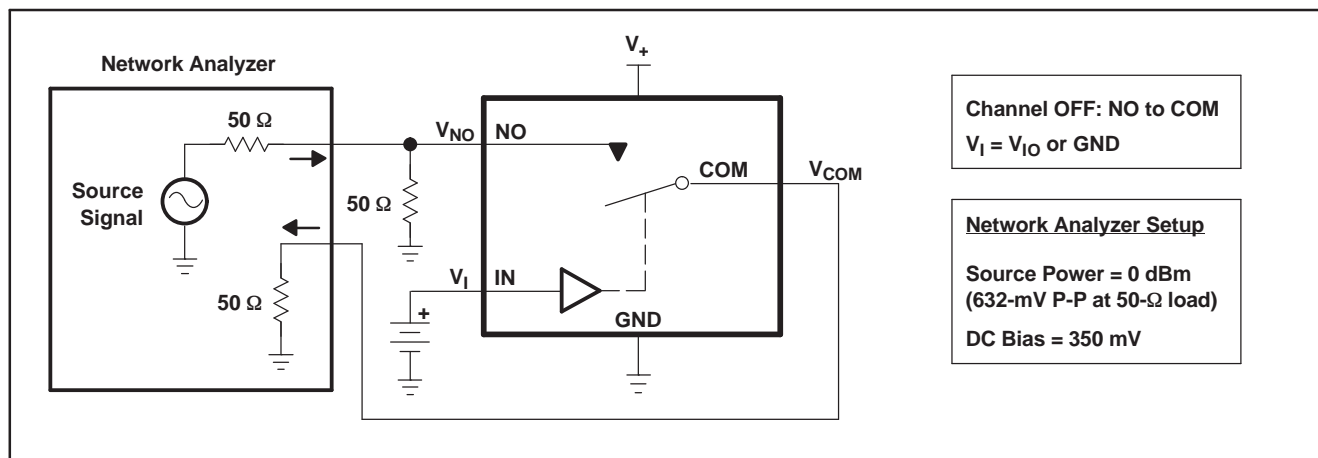 Network Analyzer
50 Ω
Source
Signal
50 Ω
V+
VNO
NO
50 Ω
COM
VCOM
VI
IN
+
GND
Channel OFF: NO to COM
VI = VIO or GND
Network Analyzer Setup
Source Power = 0 dBm
(632-mV P-P at 50-Ω load)
DC Bias = 350 mV